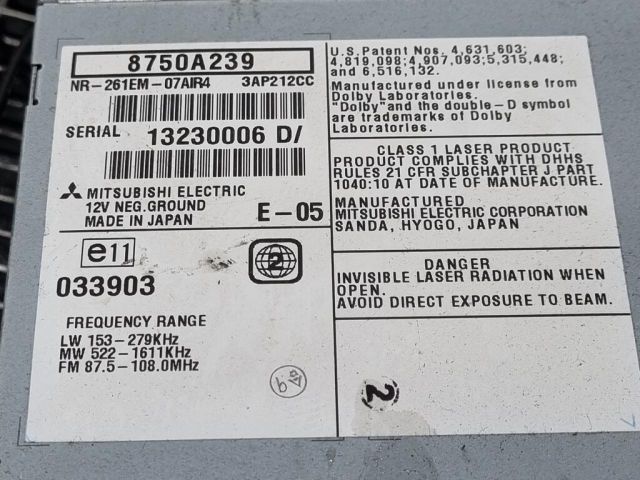 8750A239
NR-261EM-07AIR4 3AP212CC
SERIAL 13230006 D/
MITSUBISHI ELECTRIC
12V NEG.GROUND
MADE IN JAPAN E-05
e11
2
033903
FREQUENCY RANGE
LW 153-279KHz
MW 522-1611KHz
FM 87.5-108.0MHz
U.S.Patent Nos. 4,631,603;
4,819,098;4,907,093;5,315,448;
and 6,516,132.
Manufactured under license from
Dolby Laboratories.
"Dolby"and the double-D symbol
are trademarks of Dolby
Laboratories.
CLASS 1 LASER PRODUCT
PRODUCT COMPLIES WITH DHHS
RULES 21 CFR SUBCHAPTER J PART
1040:10 AT DATE OF MANUFACTURE.
MANUFACTURED
MITSUBISHI ELECTRIC CORPORATION
SANDA, HYOGO, JAPAN
DANGER
INVISIBLE LASER RADIATION WHEN
OPEN.
AVOID DIRECT EXPOSURE TO BEAM.
2